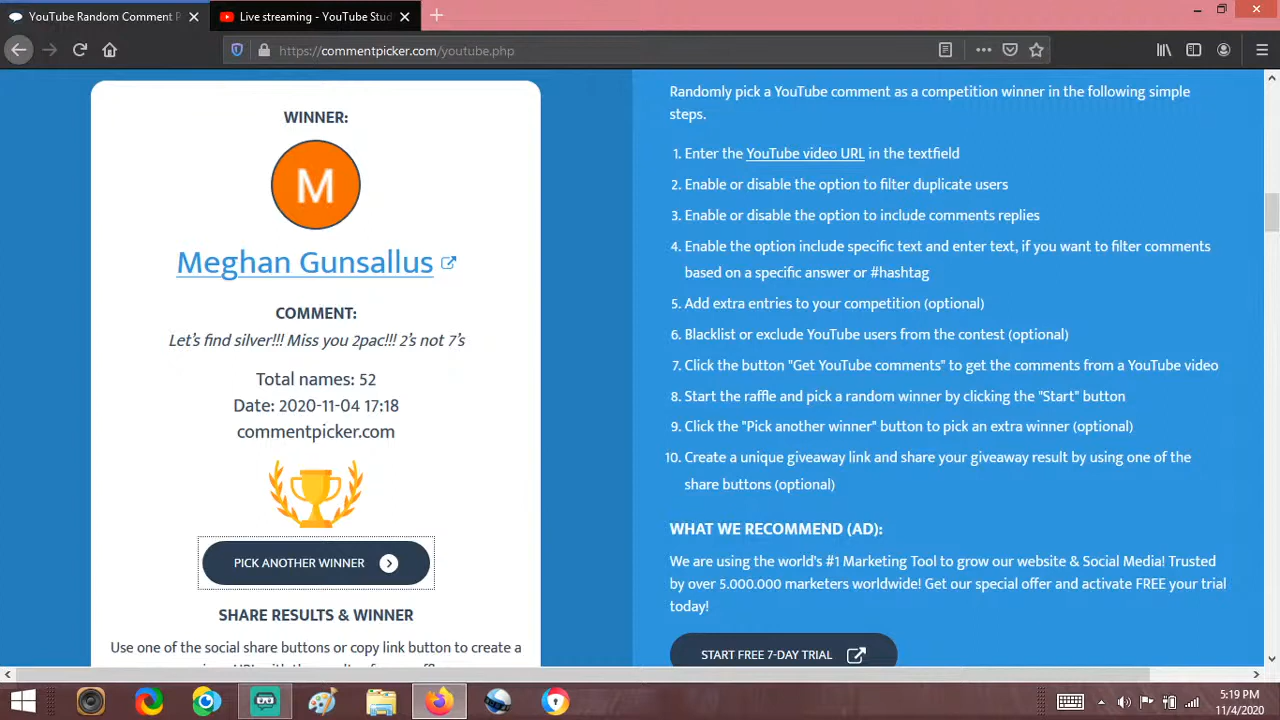 YouTube Random Comment P
Live streaming - YouTube Stud
https://commentpicker.com/youtube.php
WINNER:
M
Meghan Gunsallus
COMMENT:
Let's find silver!!! Miss you 2pac!!! 2's not 7's
Total names: 52
Date: 2020-11-04 17:18
commentpicker.com
PICK ANOTHER WINNER
SHARE RESULTS & WINNER
Use one of the social share buttons or copy link button to create a
Randomly pick a YouTube comment as a competition winner in the following simple
steps.
1. Enter the YouTube video URL in the textfield
2. Enable or disable the option to filter duplicate users
3. Enable or disable the option to include comments replies
4. Enable the option include specific text and enter text, if you want to filter comments
based on a specific answer or #hashtag
5. Add extra entries to your competition (optional)
6. Blacklist or exclude YouTube users from the contest (optional)
7. Click the button "Get YouTube comments" to get the comments from a YouTube video
8. Start the raffle and pick a random winner by clicking the "Start" button
9. Click the "Pick another winner" button to pick an extra winner (optional)
10. Create a unique giveaway link and share your giveaway result by using one of the
share buttons (optional)
WHAT WE RECOMMEND (AD):
We are using the world's #1 Marketing Tool to grow our website & Social Media! Trusted
by over 5.000.000 marketers worldwide! Get our special offer and activate FREE your trial
today!
START FREE 7-DAY TRIAL
5:19 PM
11/4/2020